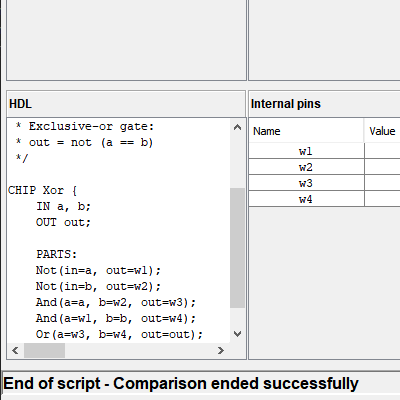 HDL
* Exclusive-or gate:
* out = not (a == b)
*/
CHIP Xor {
IN a, b;
OUT out;
PARTS:
Not(in=a, out=w1);
Not(in=b, out=w2);
And(a=a, b=w2, out=w3);
And(a=w1, b=b, out=w4);
Or(a=w3, b=w4, out=out);
Internal pins
Name Value
w1
w2
w3
w4
End of script - Comparison ended successfully